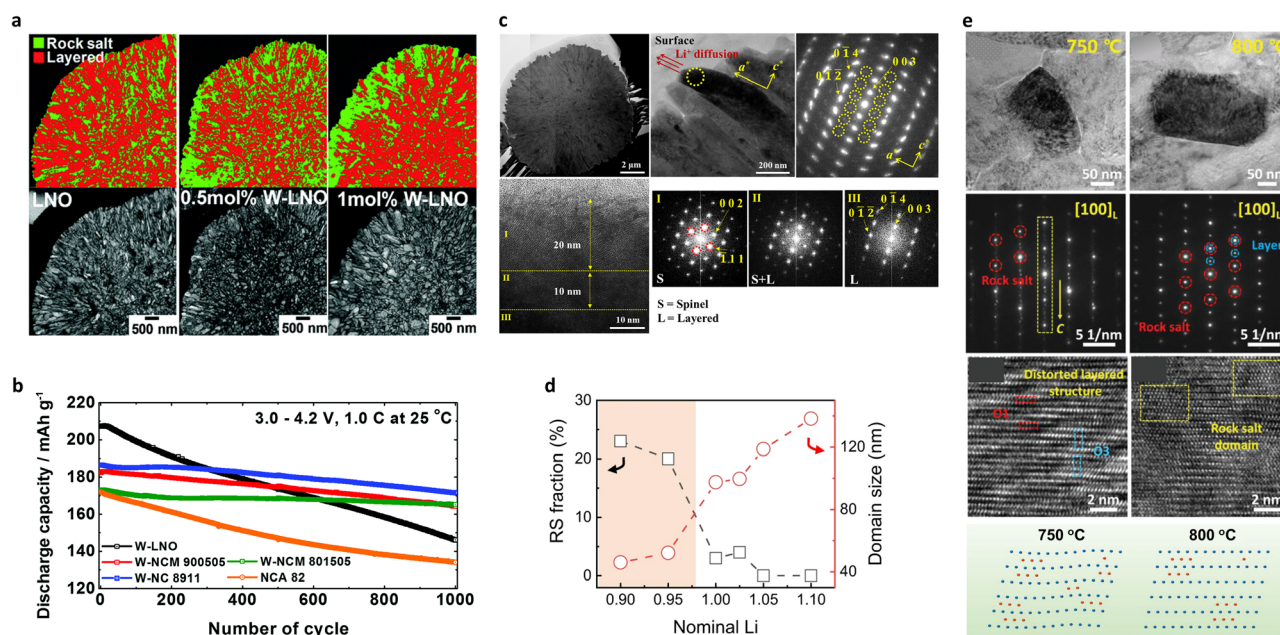 a
Rock salt
Layered
LNO
0.5mol% W-LNO
1mol% W-LNO
500 nm
500 nm
500 nm
b
3.0 - 4.2 V, 1.0 C at 25 °C
Discharge capacity / mAh g⁻¹
220
210
200
190
180
170
160
150
140
130
120
W-LNO
W-NCM 900505
W-NCM 801505
W-NC 8911
NCA 82
0
200
400
600
800
1000
Number of cycle
c
2 μm
Surface
Li⁺ diffusion
a*
c*
200 nm
0 1̄ 4
0 1̄ 2
0 0 3
a*
c*
I
20 nm
II
10 nm
III
10 nm
I
0 0 2
1̄ 1 1
S
II
S+L
III
0 1̄ 4
0 1̄ 2̄
0 0 3
L
S = Spinel
L = Layered
d
RS fraction (%)
30
20
10
0
Domain size (nm)
120
80
40
0.90
0.95
1.00
1.05
1.10
Nominal Li
e
750 °C
800 °C
50 nm
50 nm
[100]L
[100]L
Rock salt
C
5 1/nm
Layer
Rock salt
5 1/nm
Distorted layered
structure
O1
O3
2 nm
Rock salt
domain
2 nm
750 °C
800 °C